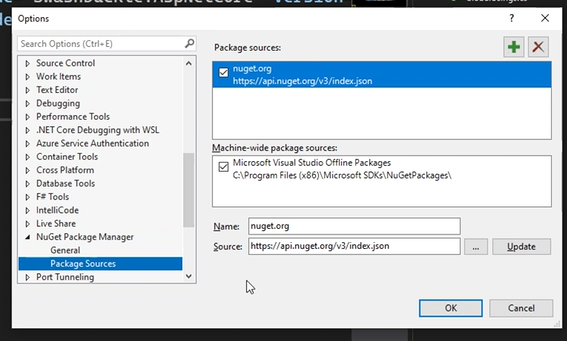 Options
Search Options (Ctrl+E)
Source Control
Work Items
Text Editor
Debugging
Performance Tools
.NET Core Debugging with WSL
Azure Service Authentication
Container Tools
Cross Platform
Database Tools
F# Tools
IntelliCode
Live Share
NuGet Package Manager
General
Package Sources
Port Tunneling
Package sources:
nuget.org
https://api.nuget.org/v3/index.json
Machine-wide package sources:
Microsoft Visual Studio Offline Packages
C:\Program Files (x86)\Microsoft SDKs\NuGetPackages\
Name: nuget.org
Source: https://api.nuget.org/v3/index.json ... Update
OK Cancel